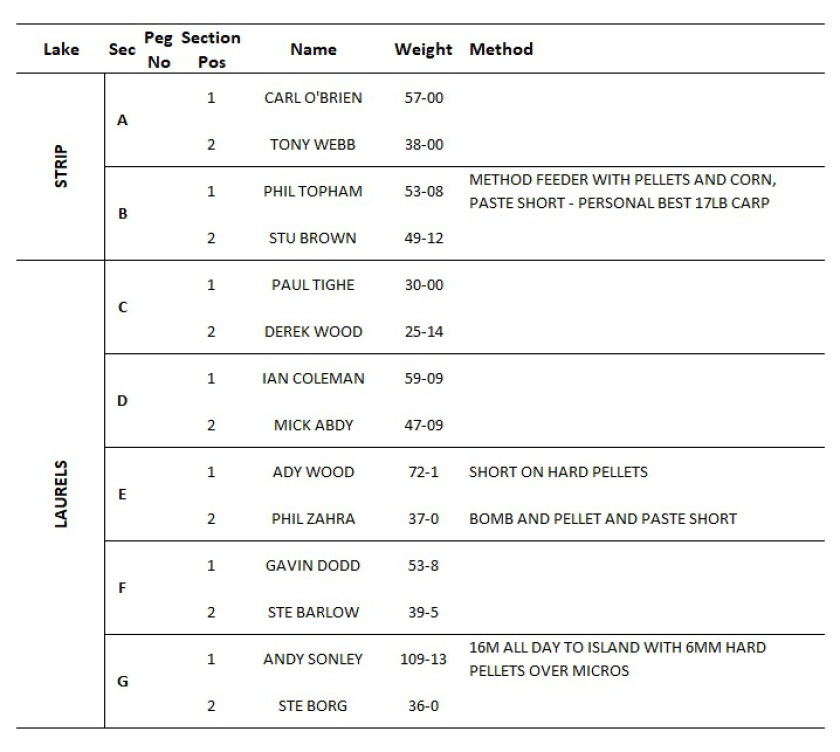 Lake Sec Peg No Section Pos Name Weight Method
STRIP
A
1 CARL O'BRIEN 57-00
2 TONY WEBB 38-00
B
1 PHIL TOPHAM 53-08 METHOD FEEDER WITH PELLETS AND CORN,
PASTE SHORT - PERSONAL BEST 17LB CARP
2 STU BROWN 49-12
LAURELS
C
1 PAUL TIGHE 30-00
2 DEREK WOOD 25-14
D
1 IAN COLEMAN 59-09
2 MICK ABDY 47-09
E
1 ADY WOOD 72-1 SHORT ON HARD PELLETS
2 PHIL ZAHRA 37-0 BOMB AND PELLET AND PASTE SHORT
F
1 GAVIN DODD 53-8
2 STE BARLOW 39-5
G
1 ANDY SONLEY 109-13 16M ALL DAY TO ISLAND WITH 6MM HARD
PELLETS OVER MICROS
2 STE BORG 36-0